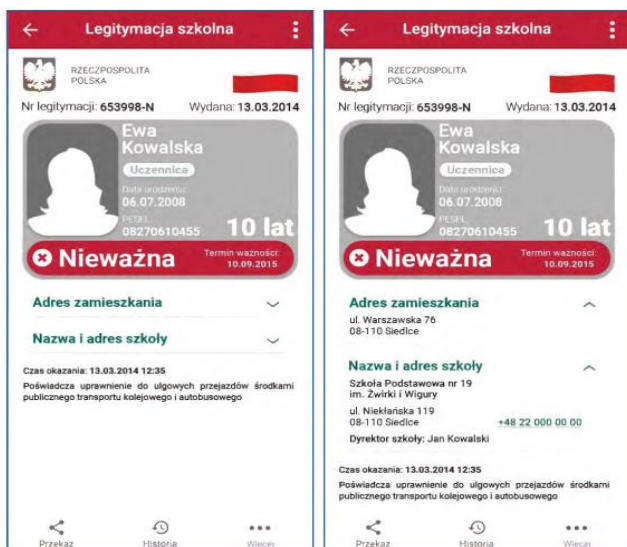 Legitymacja szkolna
RZECZPOSPOLITA
POLSKA
Nr legitymacji: 653998-N Wydana: 13.03.2014
Ewa
Kowalska
Uczennica
Data urodzenia:
06.07.2008
PESEL:
08270610455 10 lat
Nieważna Termin ważności:
10.09.2015
Adres zamieszkania
Nazwa i adres szkoły
Czas okazania: 13.03.2014 12:35
Poświadcza uprawnienie do ulgowych przejazdów środkami
publicznego transportu kolejowego i autobusowego
Przekaż Historia Więcej
Legitymacja szkolna
RZECZPOSPOLITA
POLSKA
Nr legitymacji: 653998-N Wydana: 13.03.2014
Ewa
Kowalska
Uczennica
Data urodzenia:
06.07.2008
PESEL:
08270610455 10 lat
Nieważna Termin ważności:
10.09.2015
Adres zamieszkania
ul. Warszawska 76
08-110 Siedlce
Nazwa i adres szkoły
Szkoła Podstawowa nr 19
im. Żwirki i Wigury
ul. Niekłańska 119
08-110 Siedlce +48 22 000 00 00
Dyrektor szkoły: Jan Kowalski
Czas okazania: 13.03.2014 12:35
Poświadcza uprawnienie do ulgowych przejazdów środkami
publicznego transportu kolejowego i autobusowego
Przekaż Historia Więcej